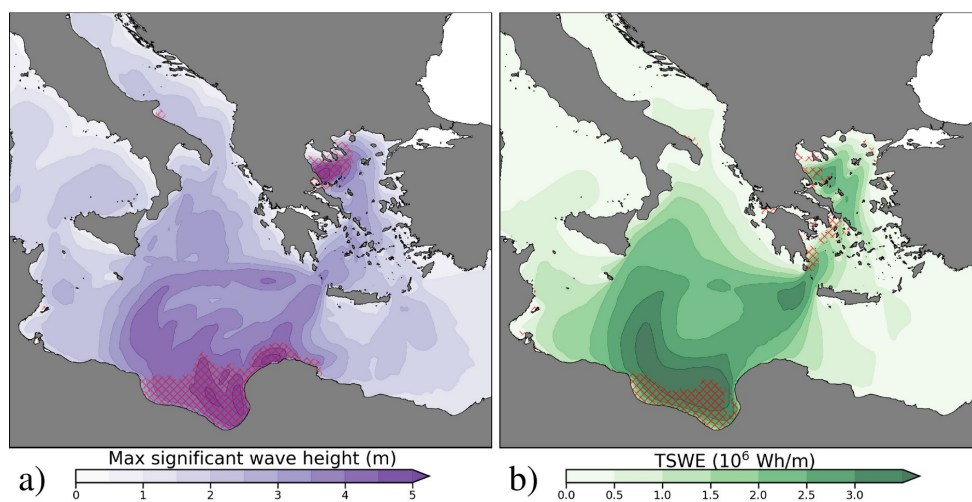 Max significant wave height (m)
a)
0 1 2 3 4 5
TSWE (10⁶ Wh/m)
b)
0.0 0.5 1.0 1.5 2.0 2.5 3.0